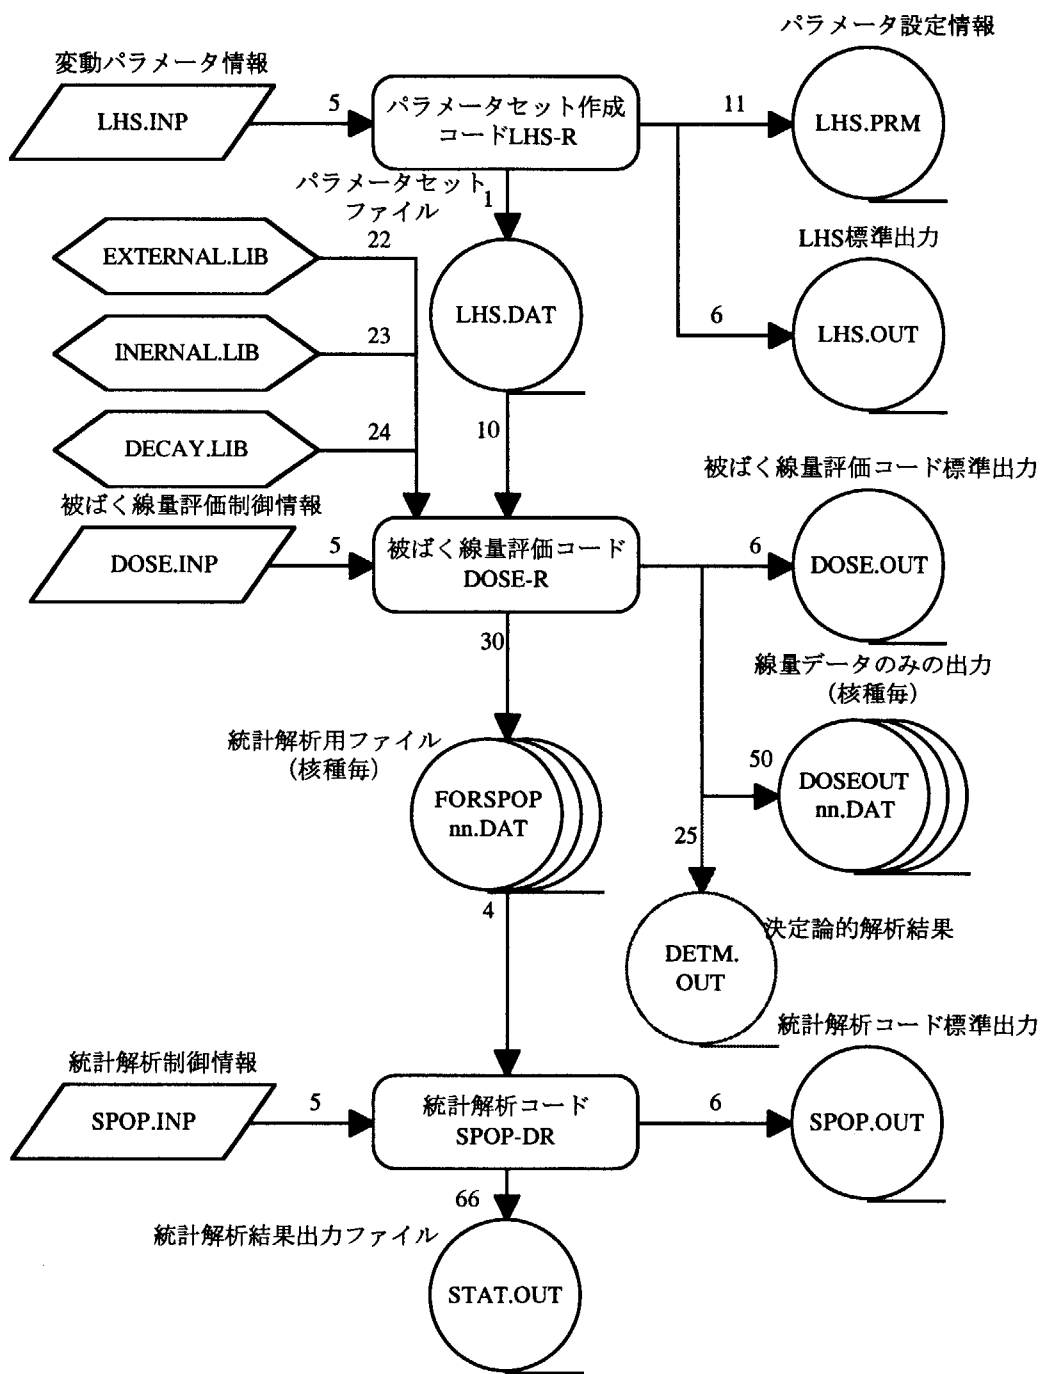 パラメータ設定情報
変動パラメータ情報
LHS.INP
5
パラメータセット作成
コードLHS-R
11
LHS.PRM
パラメータセット
ファイル
1
LHS標準出力
22
EXTERNAL.LIB
LHS.DAT
6
LHS.OUT
23
INERNAL.LIB
24
DECAY.LIB
10
被ばく線量評価コード標準出力
被ばく線量評価制御情報
DOSE.INP
5
被ばく線量評価コード
DOSE-R
6
DOSE.OUT
30
線量データのみの出力
(核種毎)
統計解析用ファイル
(核種毎)
50
DOSEOUT
nn.DAT
FORSPOP
nn.DAT
25
4
決定論的解析結果
DETM.
OUT
統計解析コード標準出力
統計解析制御情報
SPOP.INP
5
統計解析コード
SPOP-DR
6
SPOP.OUT
66
統計解析結果出力ファイル
STAT.OUT